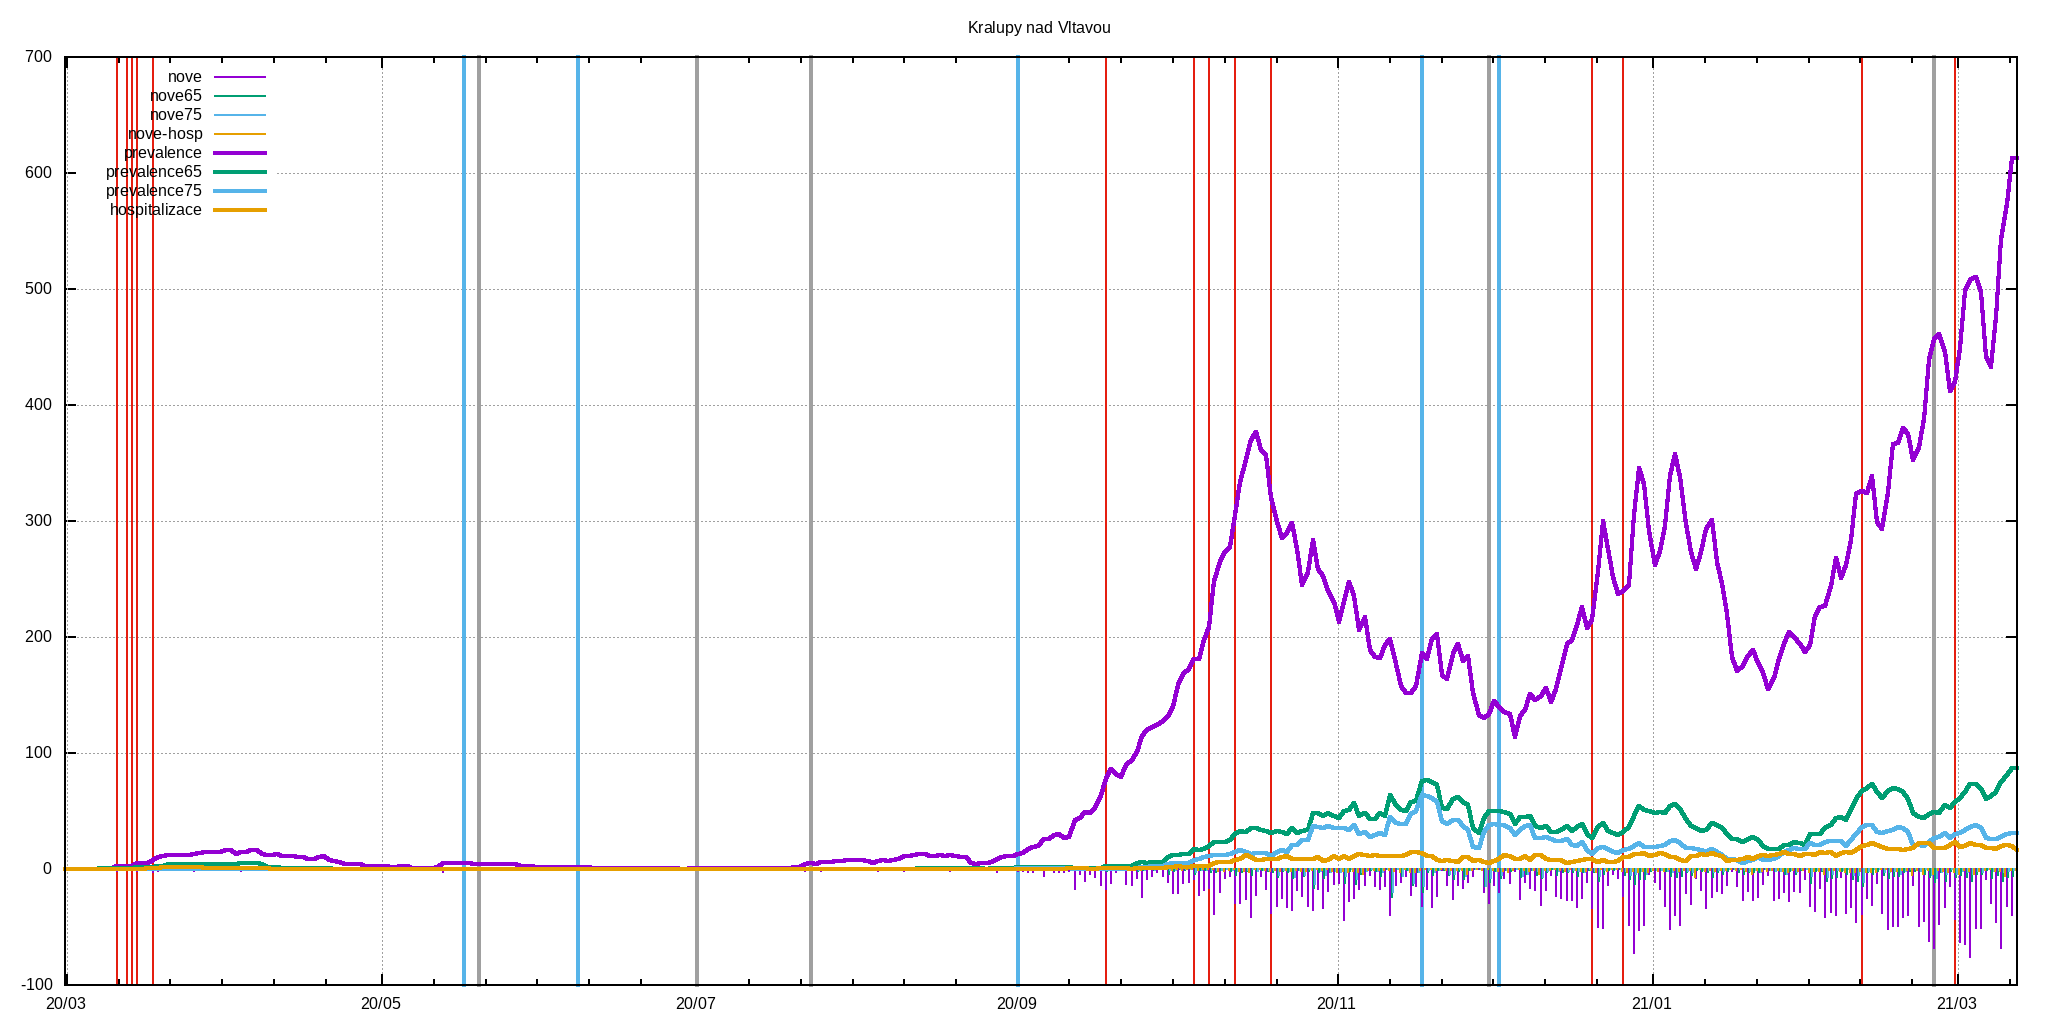 Kralupy nad Vltavou
700
600
500
400
300
200
100
0
-100
nove
nove65
nove75
nove-hosp
prevalence
prevalence65
prevalence75
hospitalizace
20/03 20/05 20/07 20/09 20/11 21/01 21/03